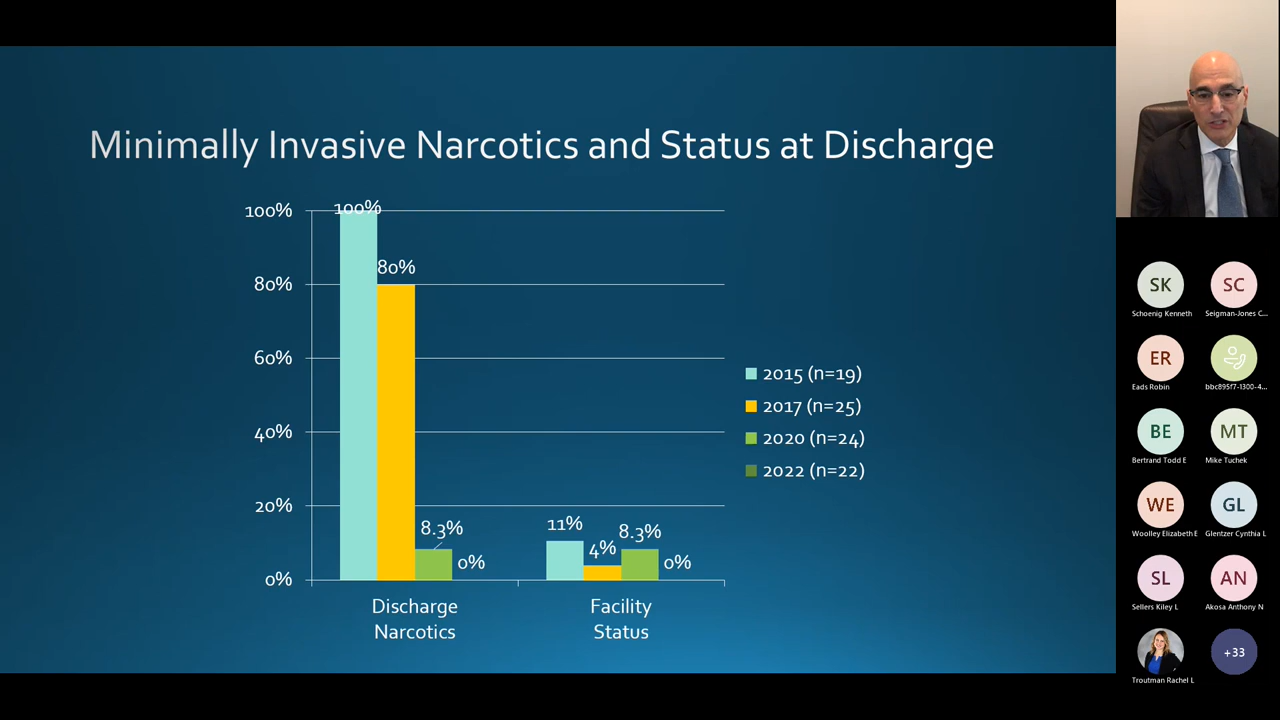 Minimally Invasive Narcotics and Status at Discharge
100%
80%
60%
40%
20%
0%
100%
80%
8.3%
0%
11%
4%
8.3%
0%
Discharge
Narcotics
Facility
Status
2015 (n=19)
2017 (n=25)
2020 (n=24)
2022 (n=22)
SK
Schoenig Kenneth
SC
Seigman-Jones C...
ER
Eads Robin
bbc895f7-1300-4...
BE
Bertrand Todd E
MT
Mike Tuchek
WE
Woolley Elizabeth E
GL
Glentzer Cynthia L
SL
Sellers Kiley L
AN
Akosa Anthony N
Troutman Rachel L
+33